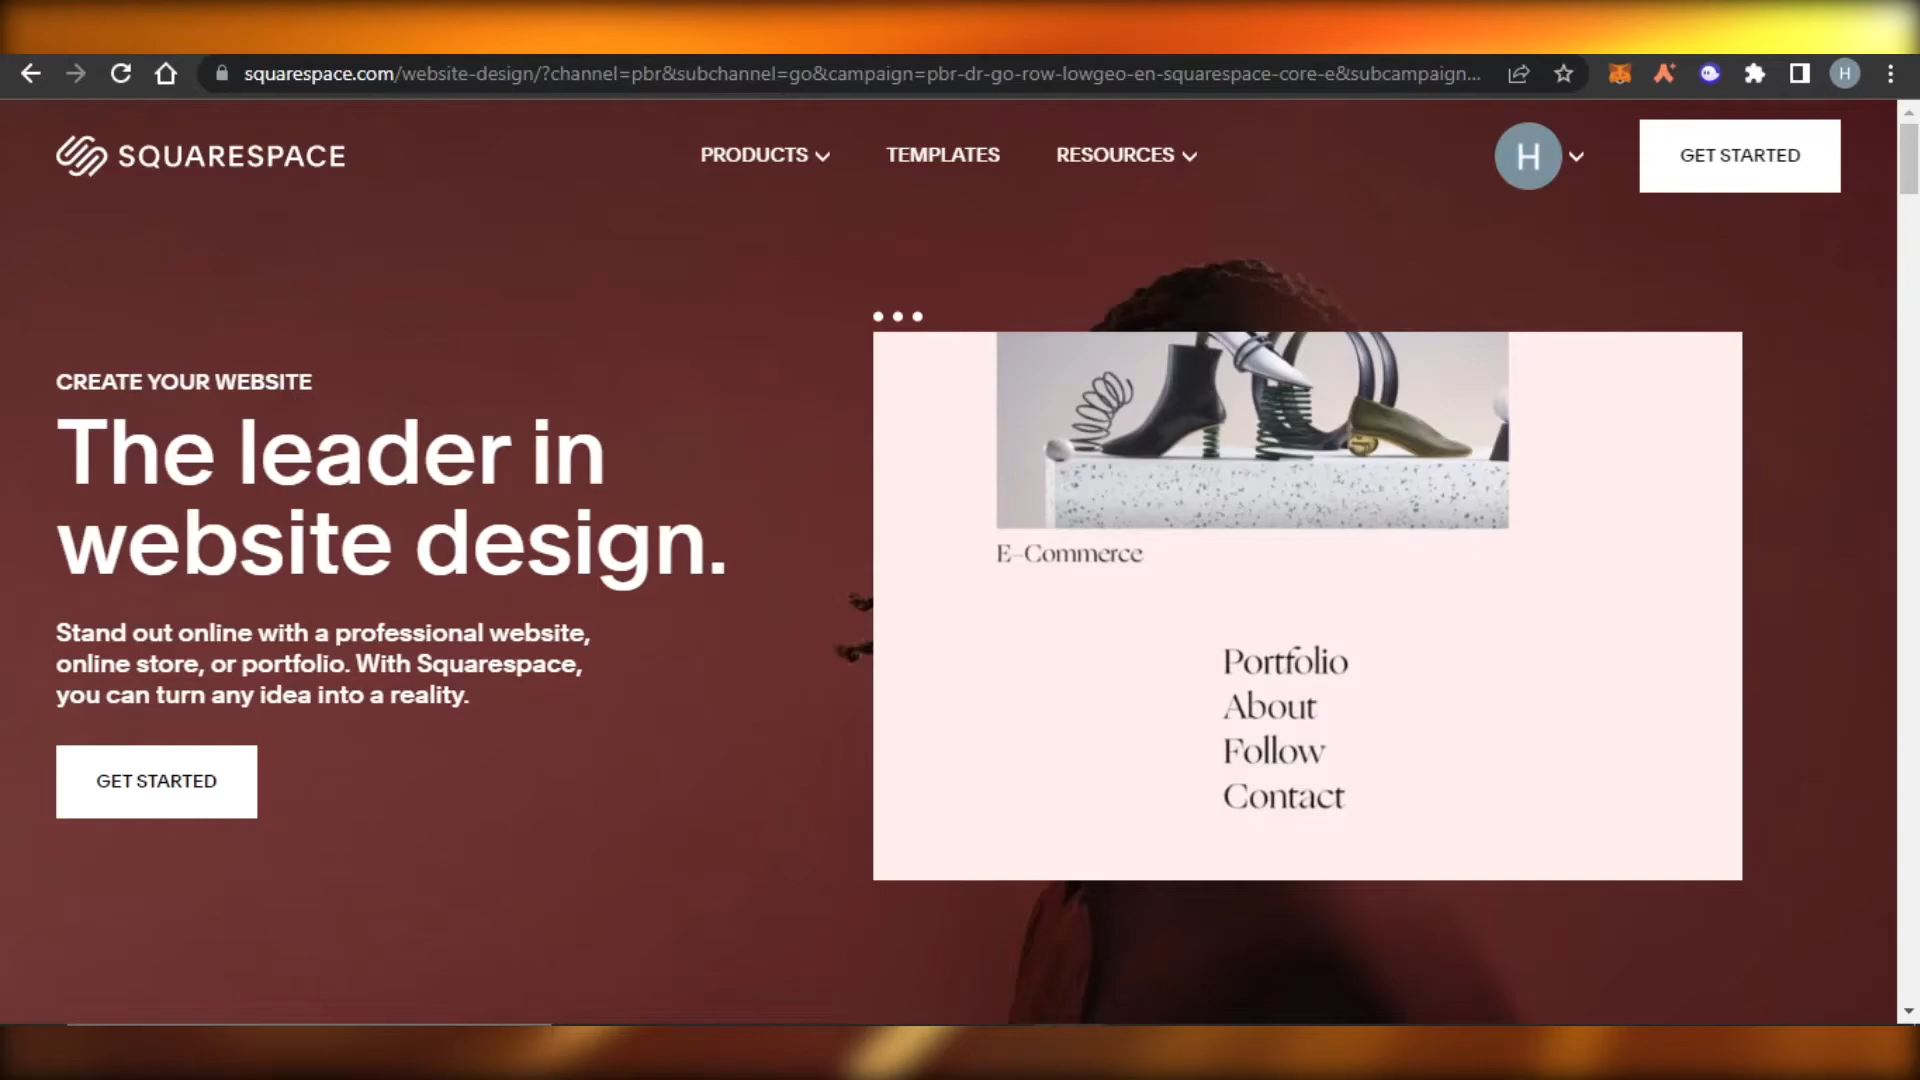 squarespace.com/website-design/?channel=pbr&subchannel=go&campaign=pbr-dr-go-row-lowgeo-en-squarespace-core-e&subcampaign...
H
SQUARESPACE
PRODUCTS
TEMPLATES
RESOURCES
H
GET STARTED
CREATE YOUR WEBSITE
The leader in
website design.
Stand out online with a professional website,
online store, or portfolio. With Squarespace,
you can turn any idea into a reality.
GET STARTED
E-Commerce
Portfolio
About
Follow
Contact